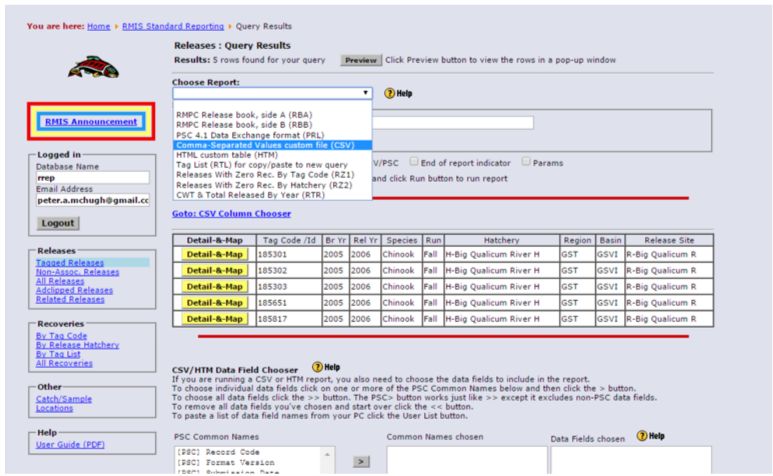 You are here: Home ▸ RMIS Standard Reporting ▸ Query Results
Releases : Query Results
Results: 5 rows found for your query Preview Click Preview button to view the rows in a pop-up window
Choose Report:
Help
RMPC Release book, side A (RBA)
RMPC Release book, side B (RBB)
PSC 4.1 Data Exchange format (PRL)
Comma-Separated Values custom file (CSV)
HTML custom table (HTM)
Tag List (RTL) for copy/paste to new query
Releases With Zero Rec. By Tag Code (RZ1)
Releases With Zero Rec. By Hatchery (RZ2)
CWT & Total Released By Year (RTR)
V/PSC End of report indicator Params
and click Run button to run report
RMIS Announcement
Logged in
Database Name
rrep
Email Address
peter.a.mchugh@gmail.cc
Logout
Releases
Tagged Releases
Non-Assoc. Releases
All Releases
Adclipped Releases
Related Releases
Recoveries
By Tag Code
By Release Hatchery
By Tag List
All Recoveries
Other
Catch/Sample
Locations
Help
User Guide (PDF)
Goto: CSV Column Chooser
Detail-&-Map Tag Code /Id Br Yr Rel Yr Species Run Hatchery Region Basin Release Site
Detail-&-Map 185301 2005 2006 Chinook Fall H-Big Qualicum River H GST GSVI R-Big Qualicum R
Detail-&-Map 185302 2005 2006 Chinook Fall H-Big Qualicum River H GST GSVI R-Big Qualicum R
Detail-&-Map 185303 2005 2006 Chinook Fall H-Big Qualicum River H GST GSVI R-Big Qualicum R
Detail-&-Map 185651 2005 2006 Chinook Fall H-Big Qualicum River H GST GSVI R-Big Qualicum R
Detail-&-Map 185817 2005 2006 Chinook Fall H-Big Qualicum River H GST GSVI R-Big Qualicum R
CSV/HTM Data Field Chooser Help
If you are running a CSV or HTM report, you also need to choose the data fields to include in the report.
To choose individual data fields click on one or more of the PSC Common Names below and then click the > button.
To choose all data fields click the >> button. The PSC> button works just like >> except it excludes non-PSC data fields.
To remove all data fields you've chosen and start over click the << button.
To paste a list of data field names from your PC click the User List button.
PSC Common Names Common Names chosen Data Fields chosen Help
[PSC] Record Code
[PSC] Format Version
[PSC] Submission Date
>